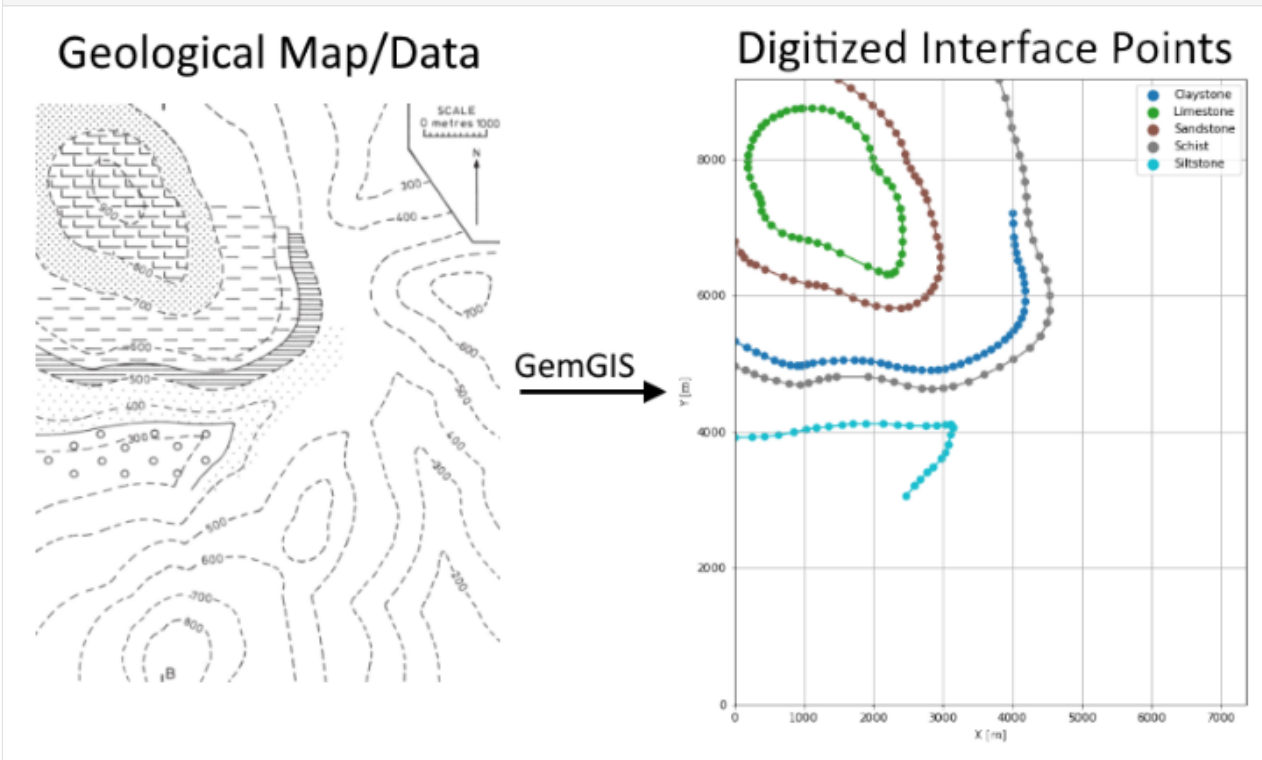 Geological Map/Data
SCALE
0 metres 1000
N
300
400
900
800
700
700
600
600
500
500
400
400
300
300
500
600
200
700
800
B
GemGIS
Digitized Interface Points
Claystone
Limestone
Sandstone
Schist
Siltstone
8000
6000
4000
2000
0
Y [m]
0 1000 2000 3000 4000 5000 6000 7000
X [m]